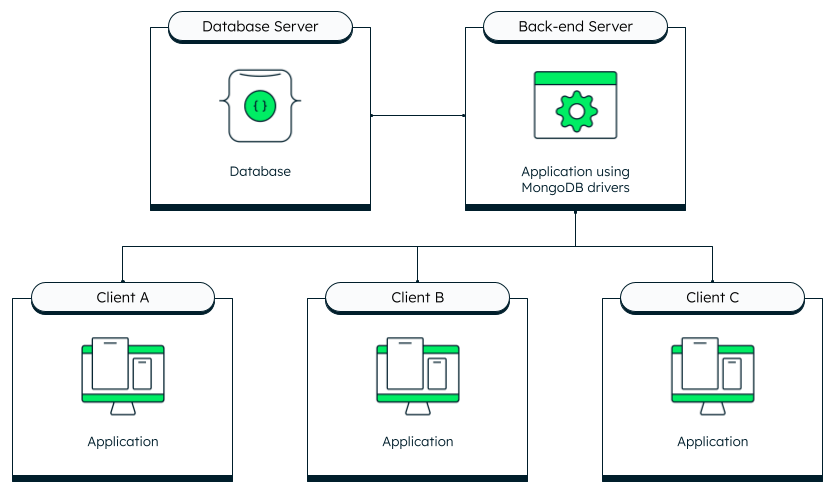 Database Server
Back-end Server
{ }
Database
Application using
MongoDB drivers
Client A
Client B
Client C
Application
Application
Application